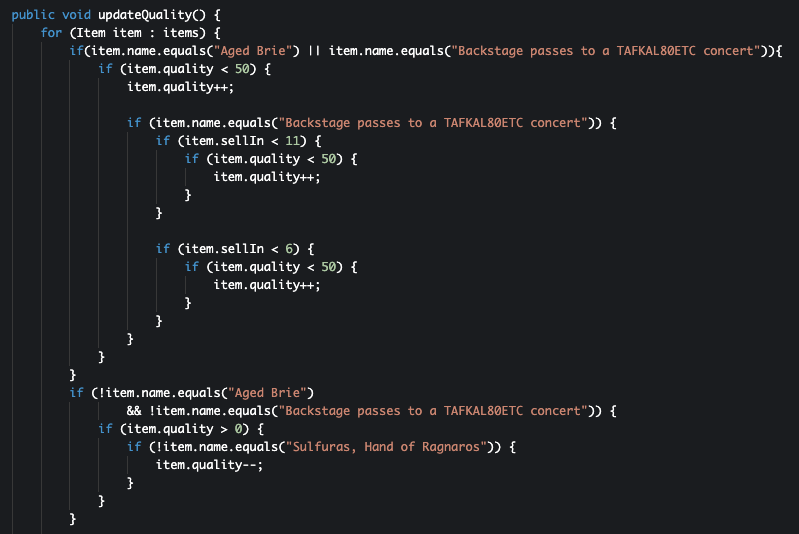 public void updateQuality() {
for (Item item : items) {
if(item.name.equals("Aged Brie") || item.name.equals("Backstage passes to a TAFKAL80ETC concert")){
if (item.quality < 50) {
item.quality++;
if (item.name.equals("Backstage passes to a TAFKAL80ETC concert")) {
if (item.sellIn < 11) {
if (item.quality < 50) {
item.quality++;
}
}
if (item.sellIn < 6) {
if (item.quality < 50) {
item.quality++;
}
}
}
}
}
if (!item.name.equals("Aged Brie")
&& !item.name.equals("Backstage passes to a TAFKAL80ETC concert")) {
if (item.quality > 0) {
if (!item.name.equals("Sulfuras, Hand of Ragnaros")) {
item.quality--;
}
}
}